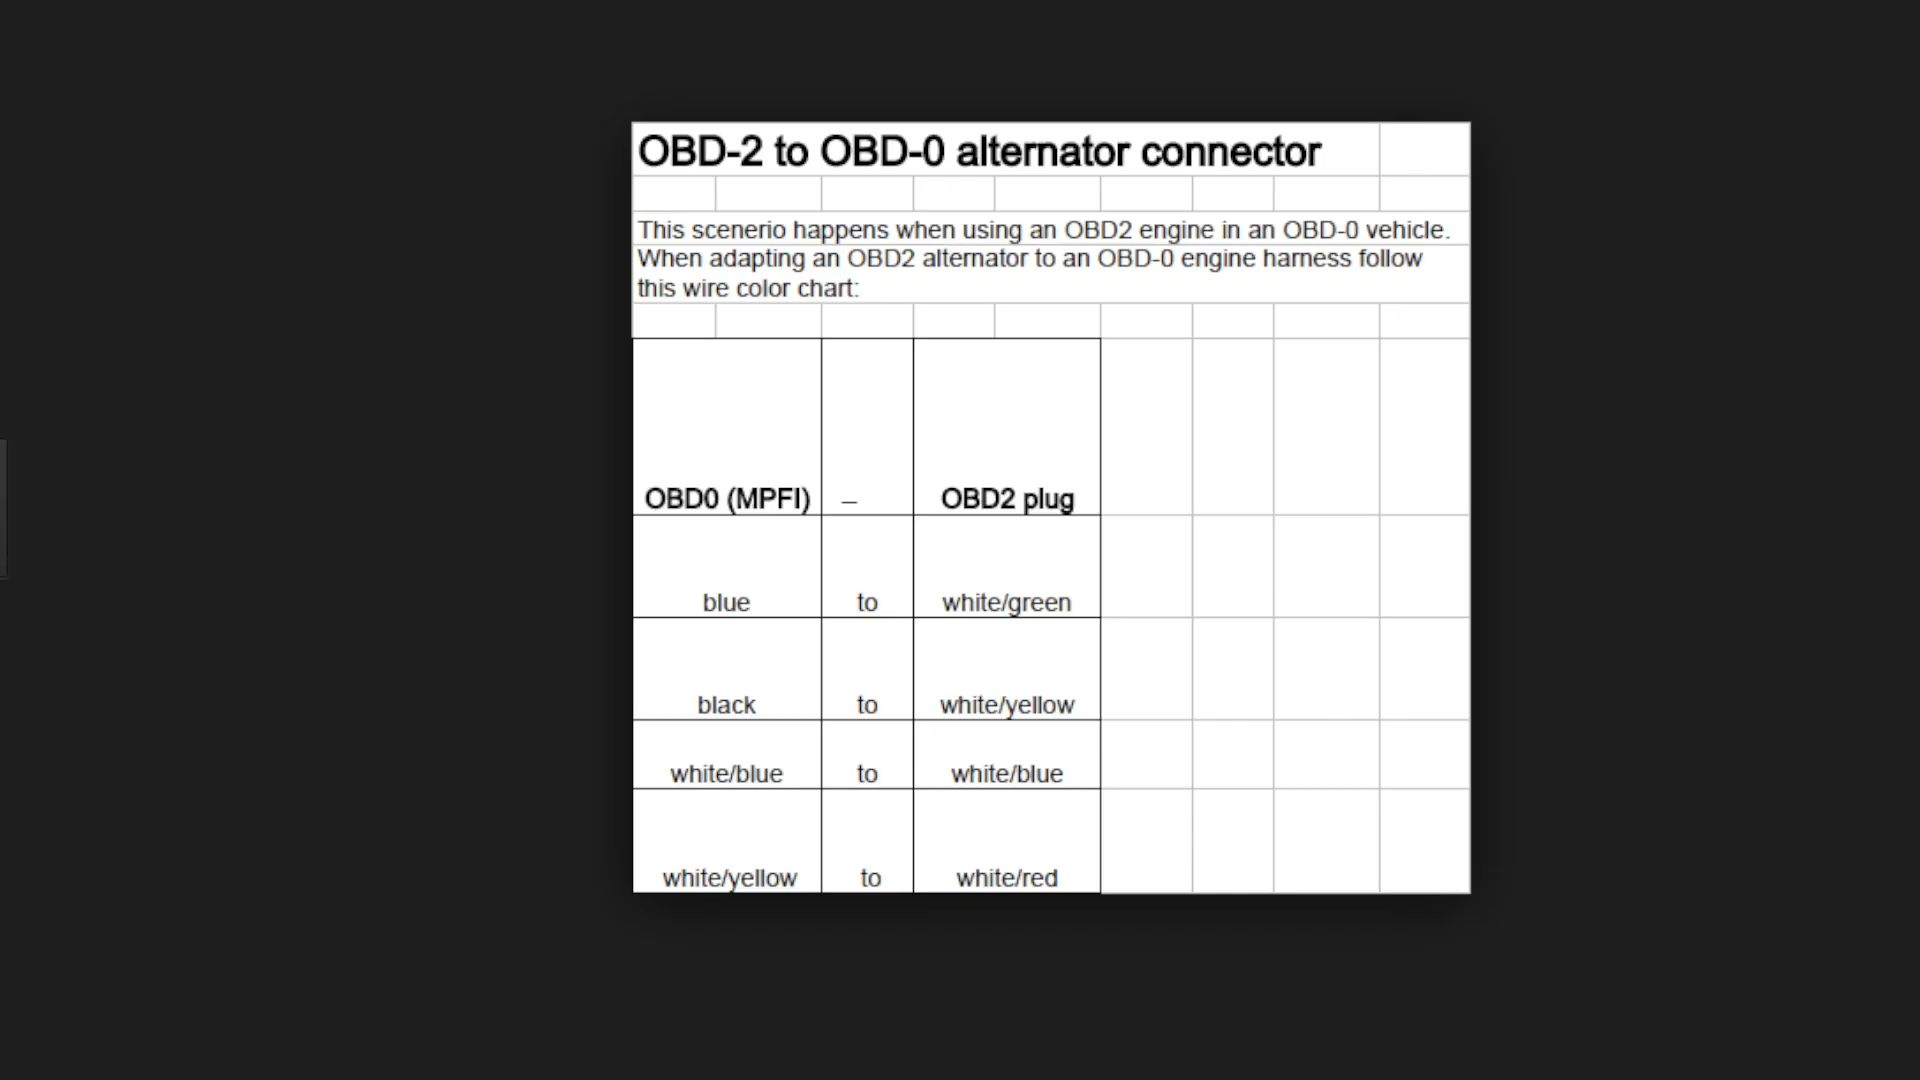 OBD-2 to OBD-0 alternator connector
This scenerio happens when using an OBD2 engine in an OBD-0 vehicle.
When adapting an OBD2 alternator to an OBD-0 engine harness follow
this wire color chart:
OBD0 (MPFI) – OBD2 plug
blue to white/green
black to white/yellow
white/blue to white/blue
white/yellow to white/red